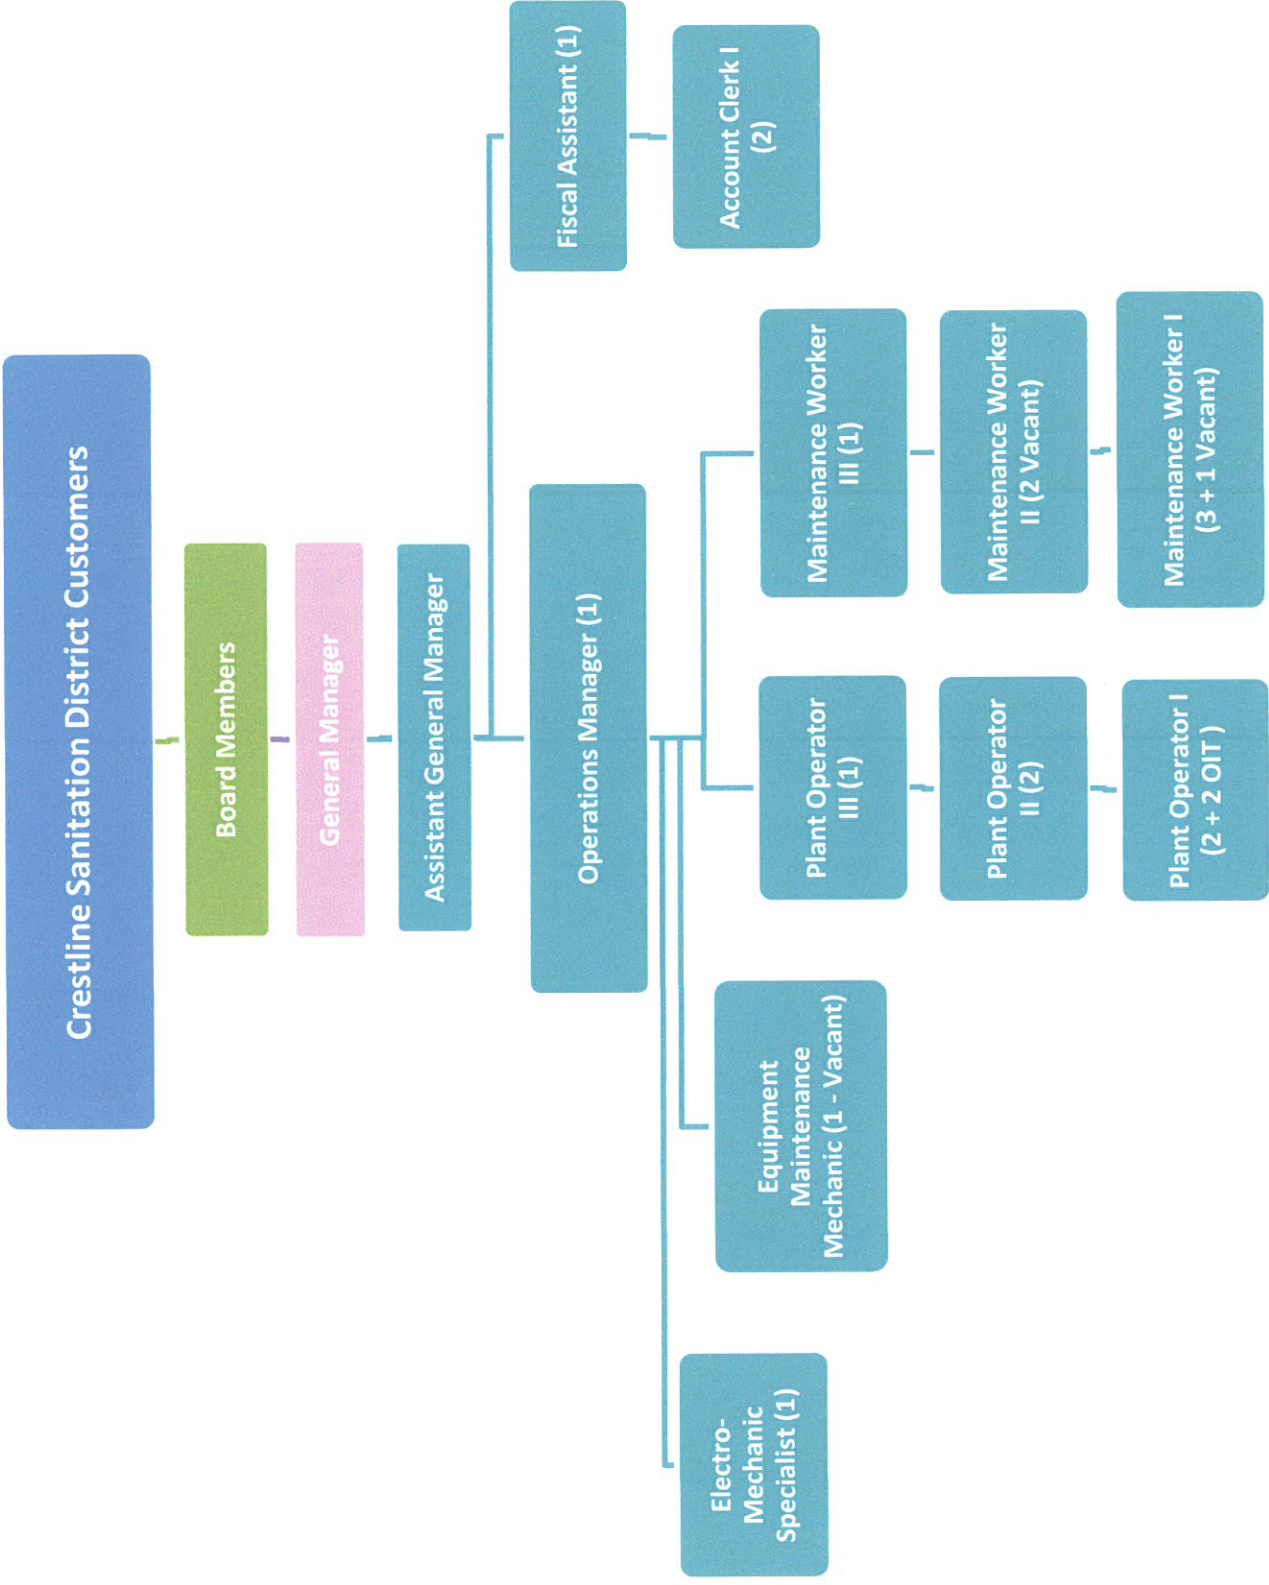 Crestline Sanitation District Customers
Board Members
General Manager
Assistant General Manager
Operations Manager (1)
Fiscal Assistant (1)
Account Clerk I
(2)
Electro-
Mechanic
Specialist (1)
Equipment
Maintenance
Mechanic (1 - Vacant)
Plant Operator
III (1)
Plant Operator
II (2)
Plant Operator I
(2 + 2 OIT )
Maintenance Worker
III (1)
Maintenance Worker
II (2 Vacant)
Maintenance Worker I
(3 + 1 Vacant)